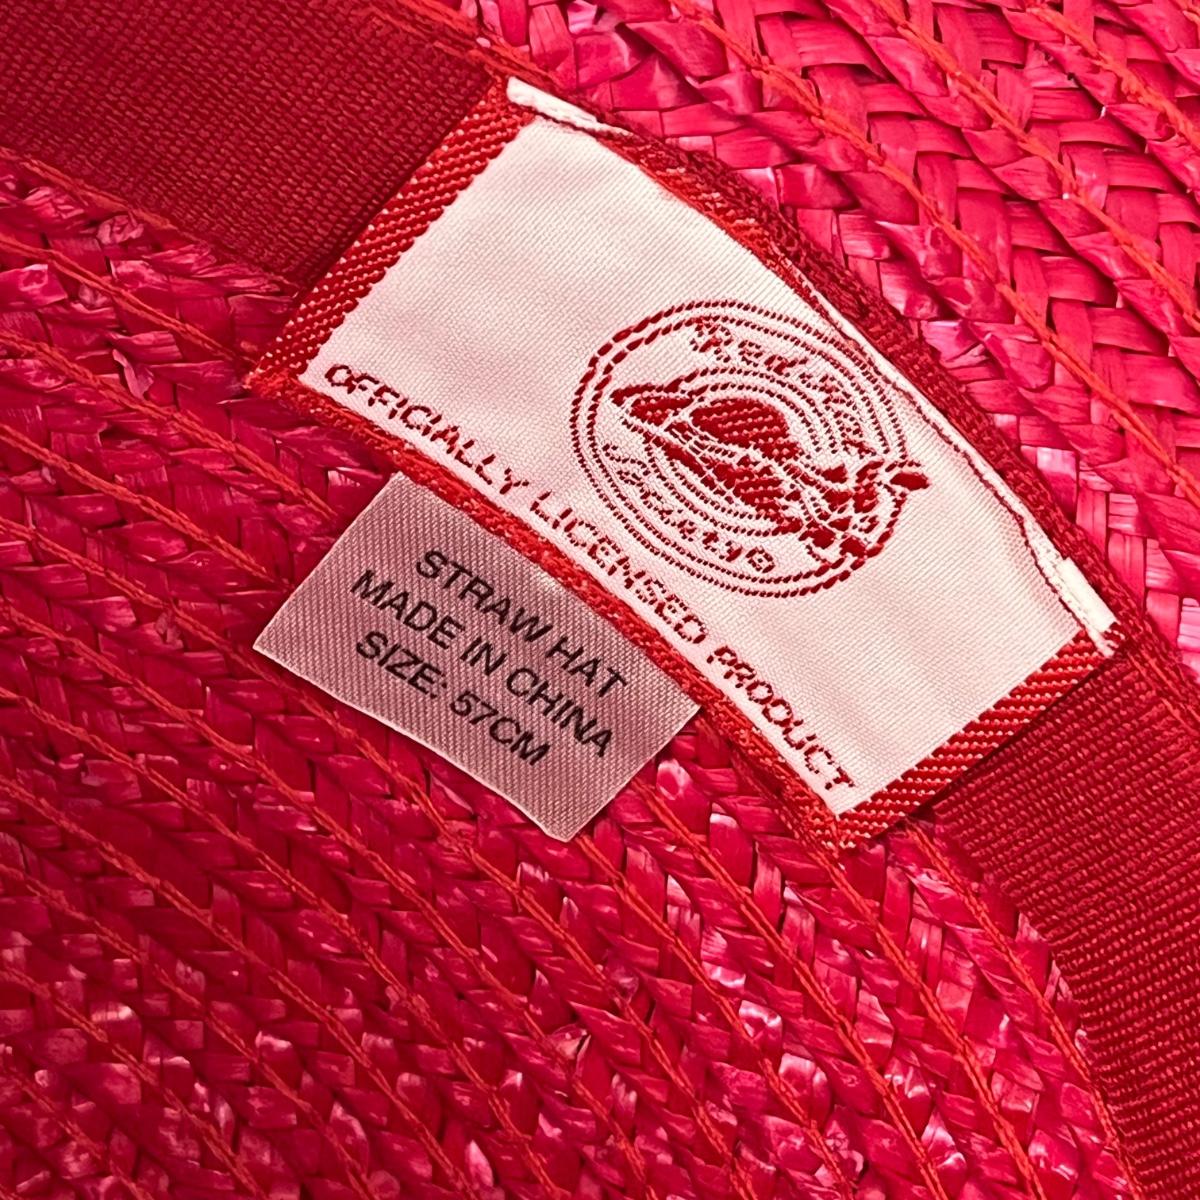 OFFICIALLY LICENSED PRODUCT
STRAW HAT
MADE IN CHINA
SIZE: 57CM